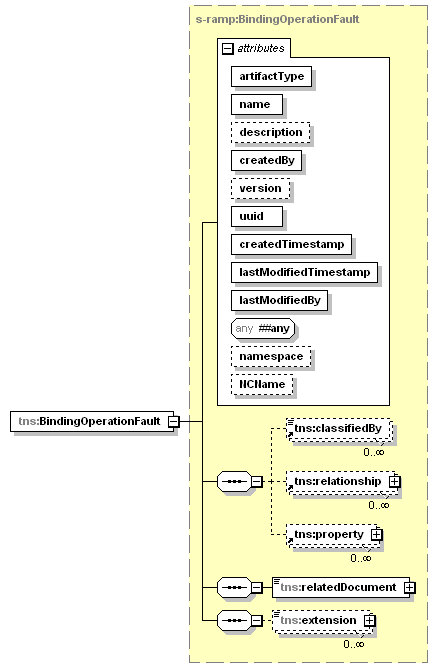 s-ramp:BindingOperationFault
attributes
artifactType
name
description
createdBy
version
uuid
createdTimestamp
lastModifiedTimestamp
lastModifiedBy
any ##any
namespace
NCName
tns:BindingOperationFault
tns:classifiedBy
0..∞
tns:relationship
0..∞
tns:property
0..∞
tns:relatedDocument
tns:extension
0..∞